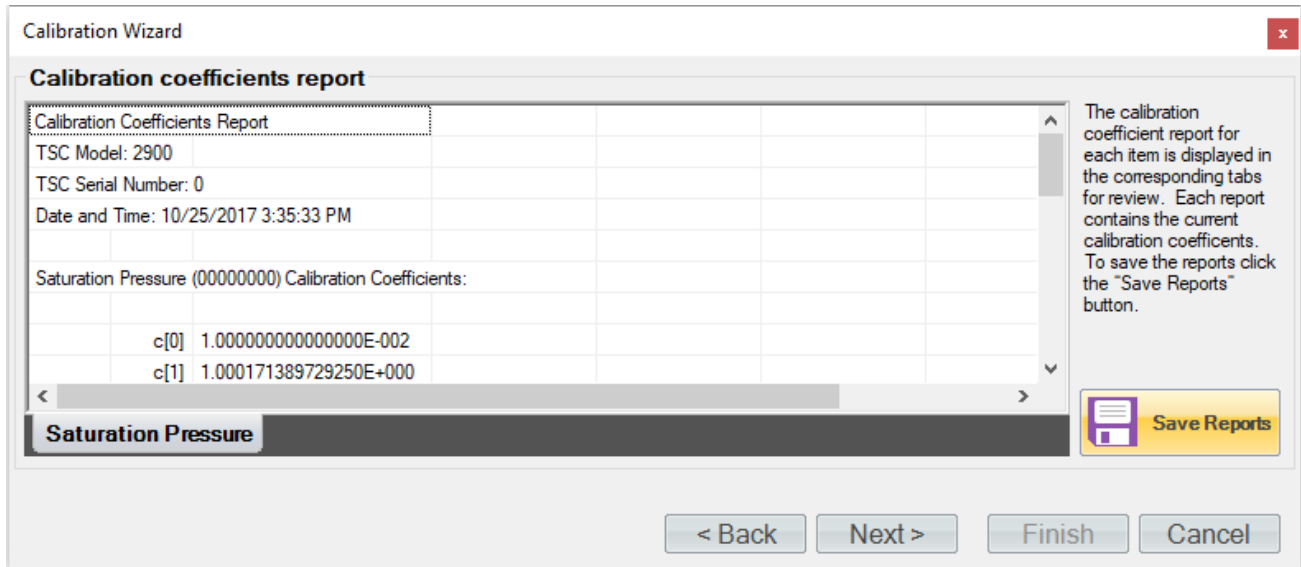 Calibration Wizard
x
Calibration coefficients report
Calibration Coefficients Report
TSC Model: 2900
TSC Serial Number: 0
Date and Time: 10/25/2017 3:35:33 PM
Saturation Pressure (00000000) Calibration Coefficients:
c[0] 1.000000000000000E-002
c[1] 1.000171389729250E+000
Saturation Pressure
The calibration
coefficient report for
each item is displayed in
the corresponding tabs
for review. Each report
contains the current
calibration coefficents.
To save the reports click
the "Save Reports"
button.
Save Reports
< Back Next > Finish Cancel